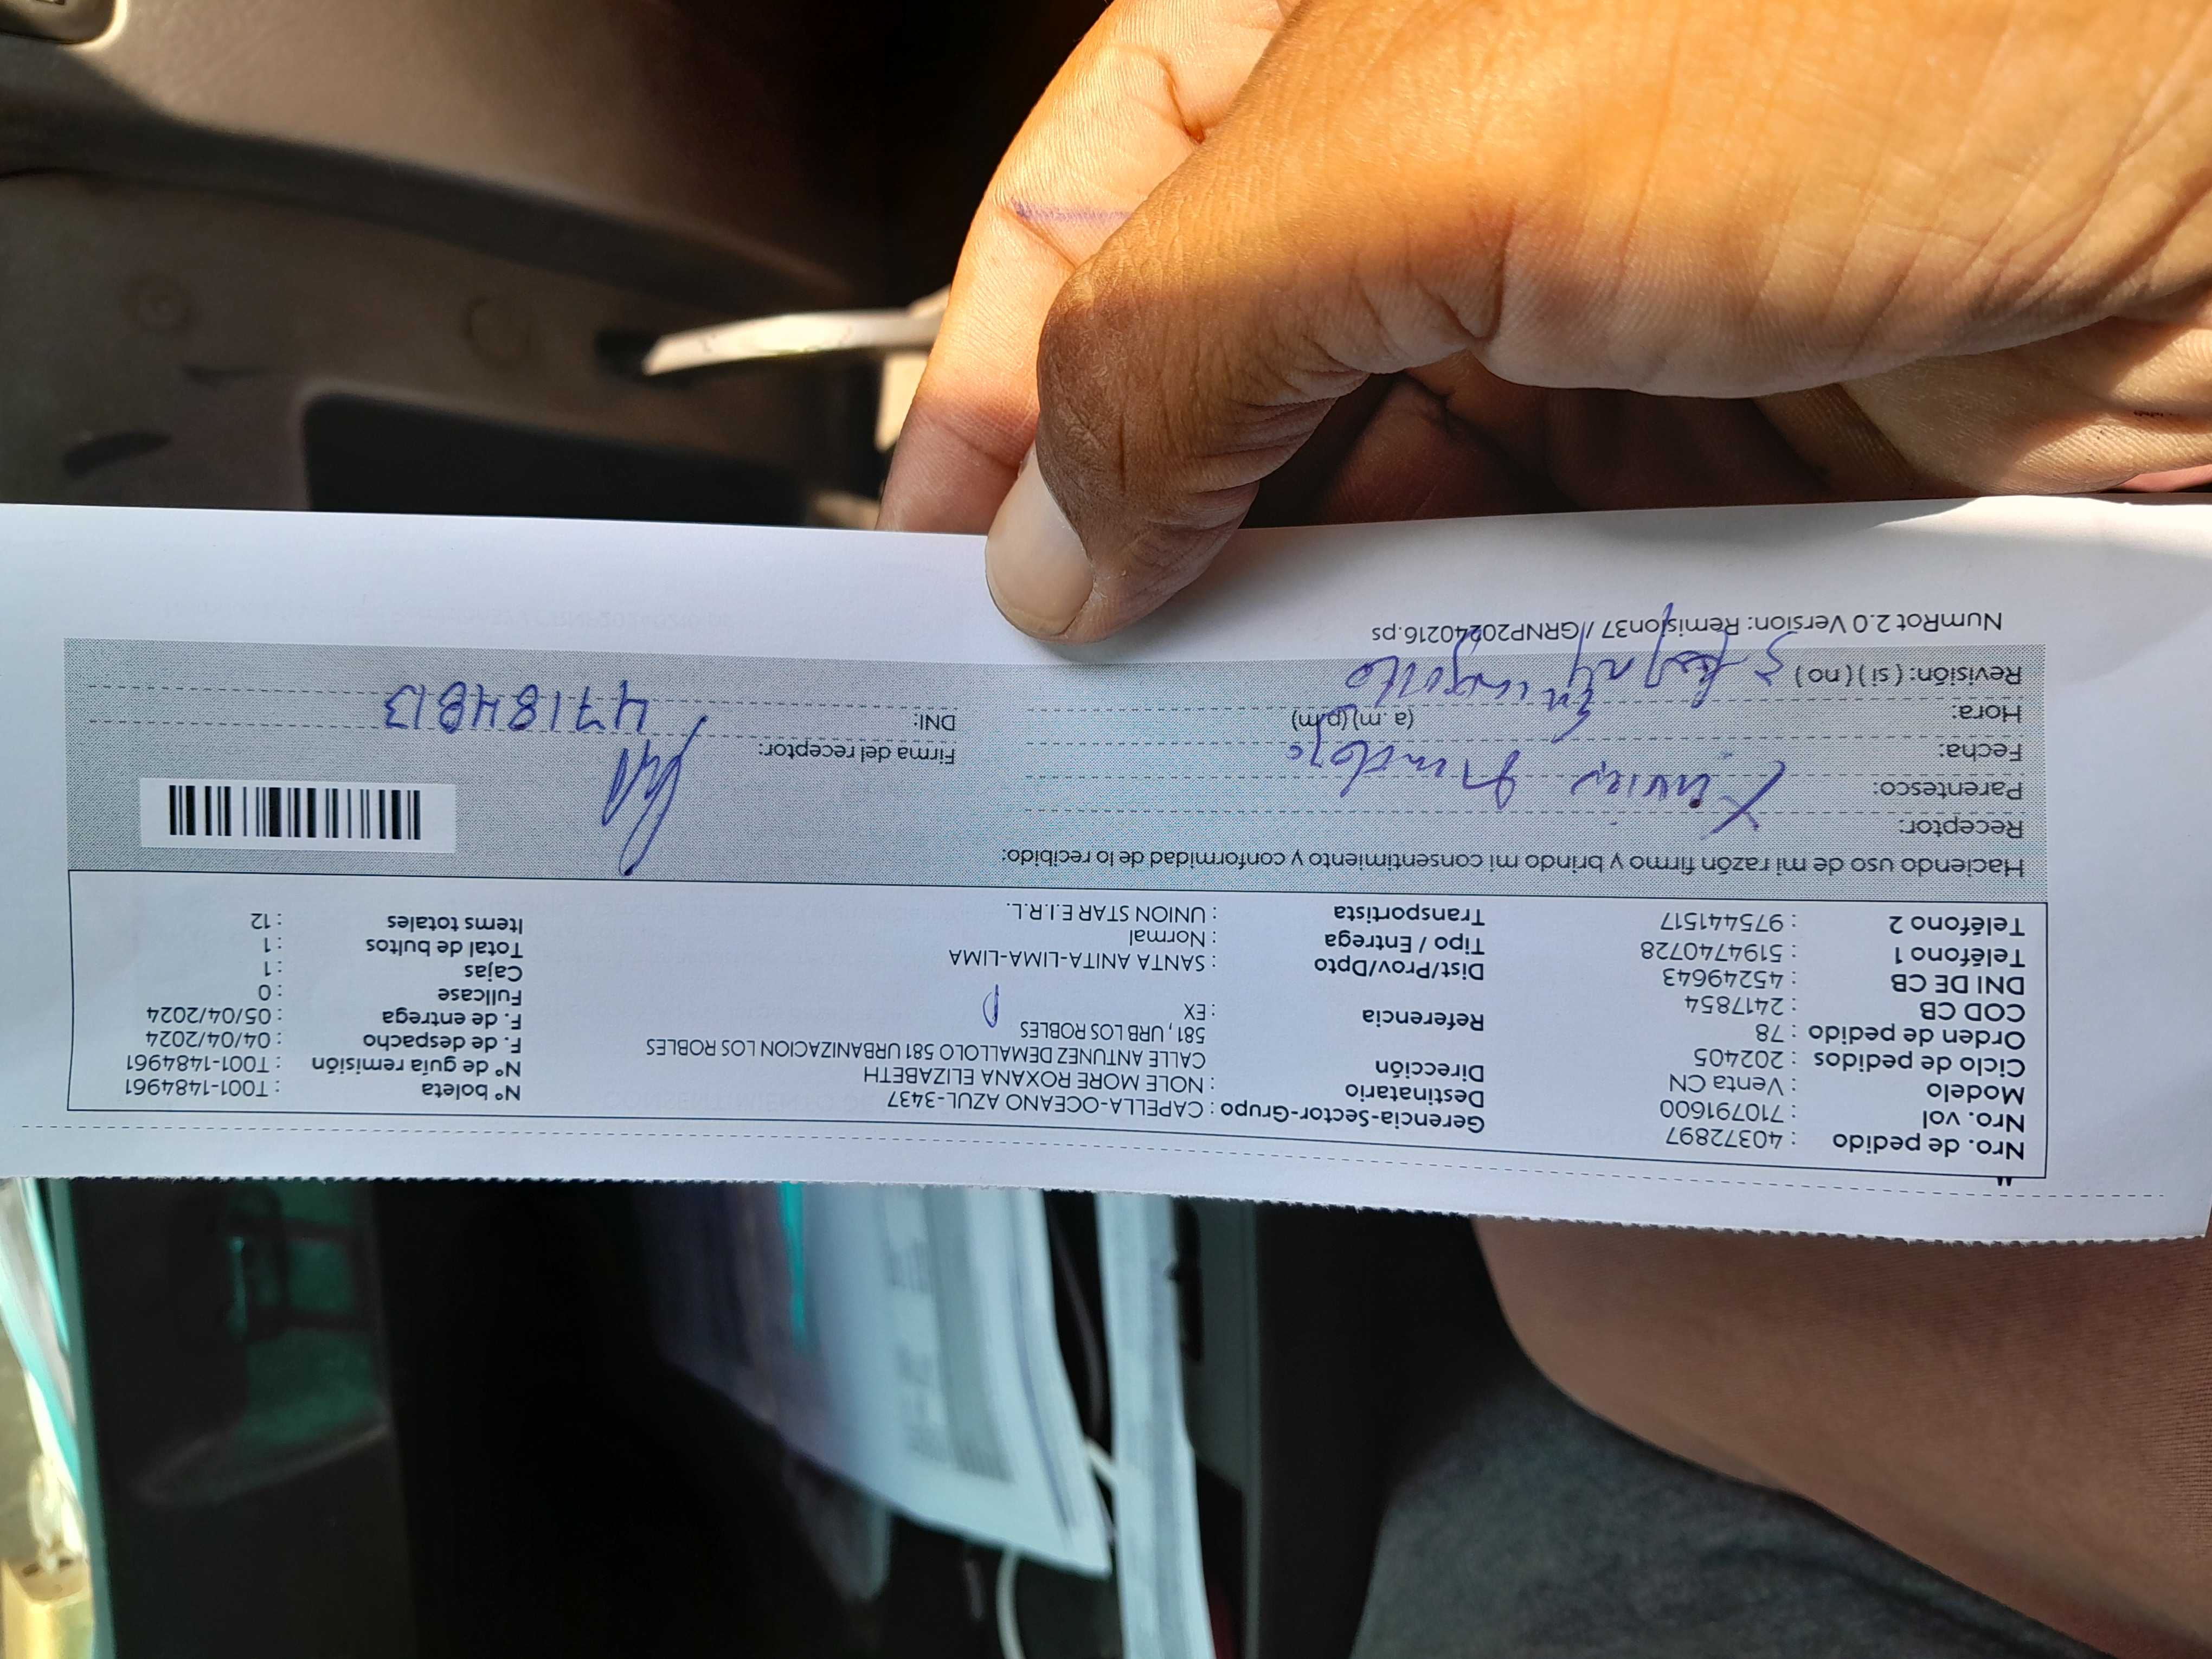 Nro. de pedido : 40372897
Nro. vol : 710791600
Modelo : Venta CN
Ciclo de pedidos : 202405
Orden de pedido : 78
COD CB : 2417854
DNI DE CB : 45249643
Teléfono 1 : 5194740728
Teléfono 2 : 975441517
Gerencia-Sector-Grupo : CAPELLA-OCEANO AZUL-3437
Destinatario : NOLE MORE ROXANA ELIZABETH
Dirección CALLE ANTUNEZ DEMALLOLO 581 URBANIZACION LOS ROBLES
581 , URB LOS ROBLES
Referencia : EX
Dist/Prov/Dpto : SANTA ANITA-LIMA-LIMA
Tipo / Entrega : Normal
Transportista : UNION STAR E.I.R.L.
N° boleta : T001-1484961
N° de guía remisión : T001-1484961
F. de despacho : 04/04/2024
F. de entrega : 05/04/2024
Fullcase : 0
Cajas : 1
Total de bultos : 1
Items totales : 12
Haciendo uso de mi razón firmo y brindo mi consentimiento y conformidad de lo recibido:
Receptor:
Parentesco:
Fecha:
Hora: (a .m) (p.m)
Revisión: ( si ) ( no )
Firma del receptor:
DNI: 47184813
NumRot 2.0 Version: Remision37 / GRNP20240216.ps